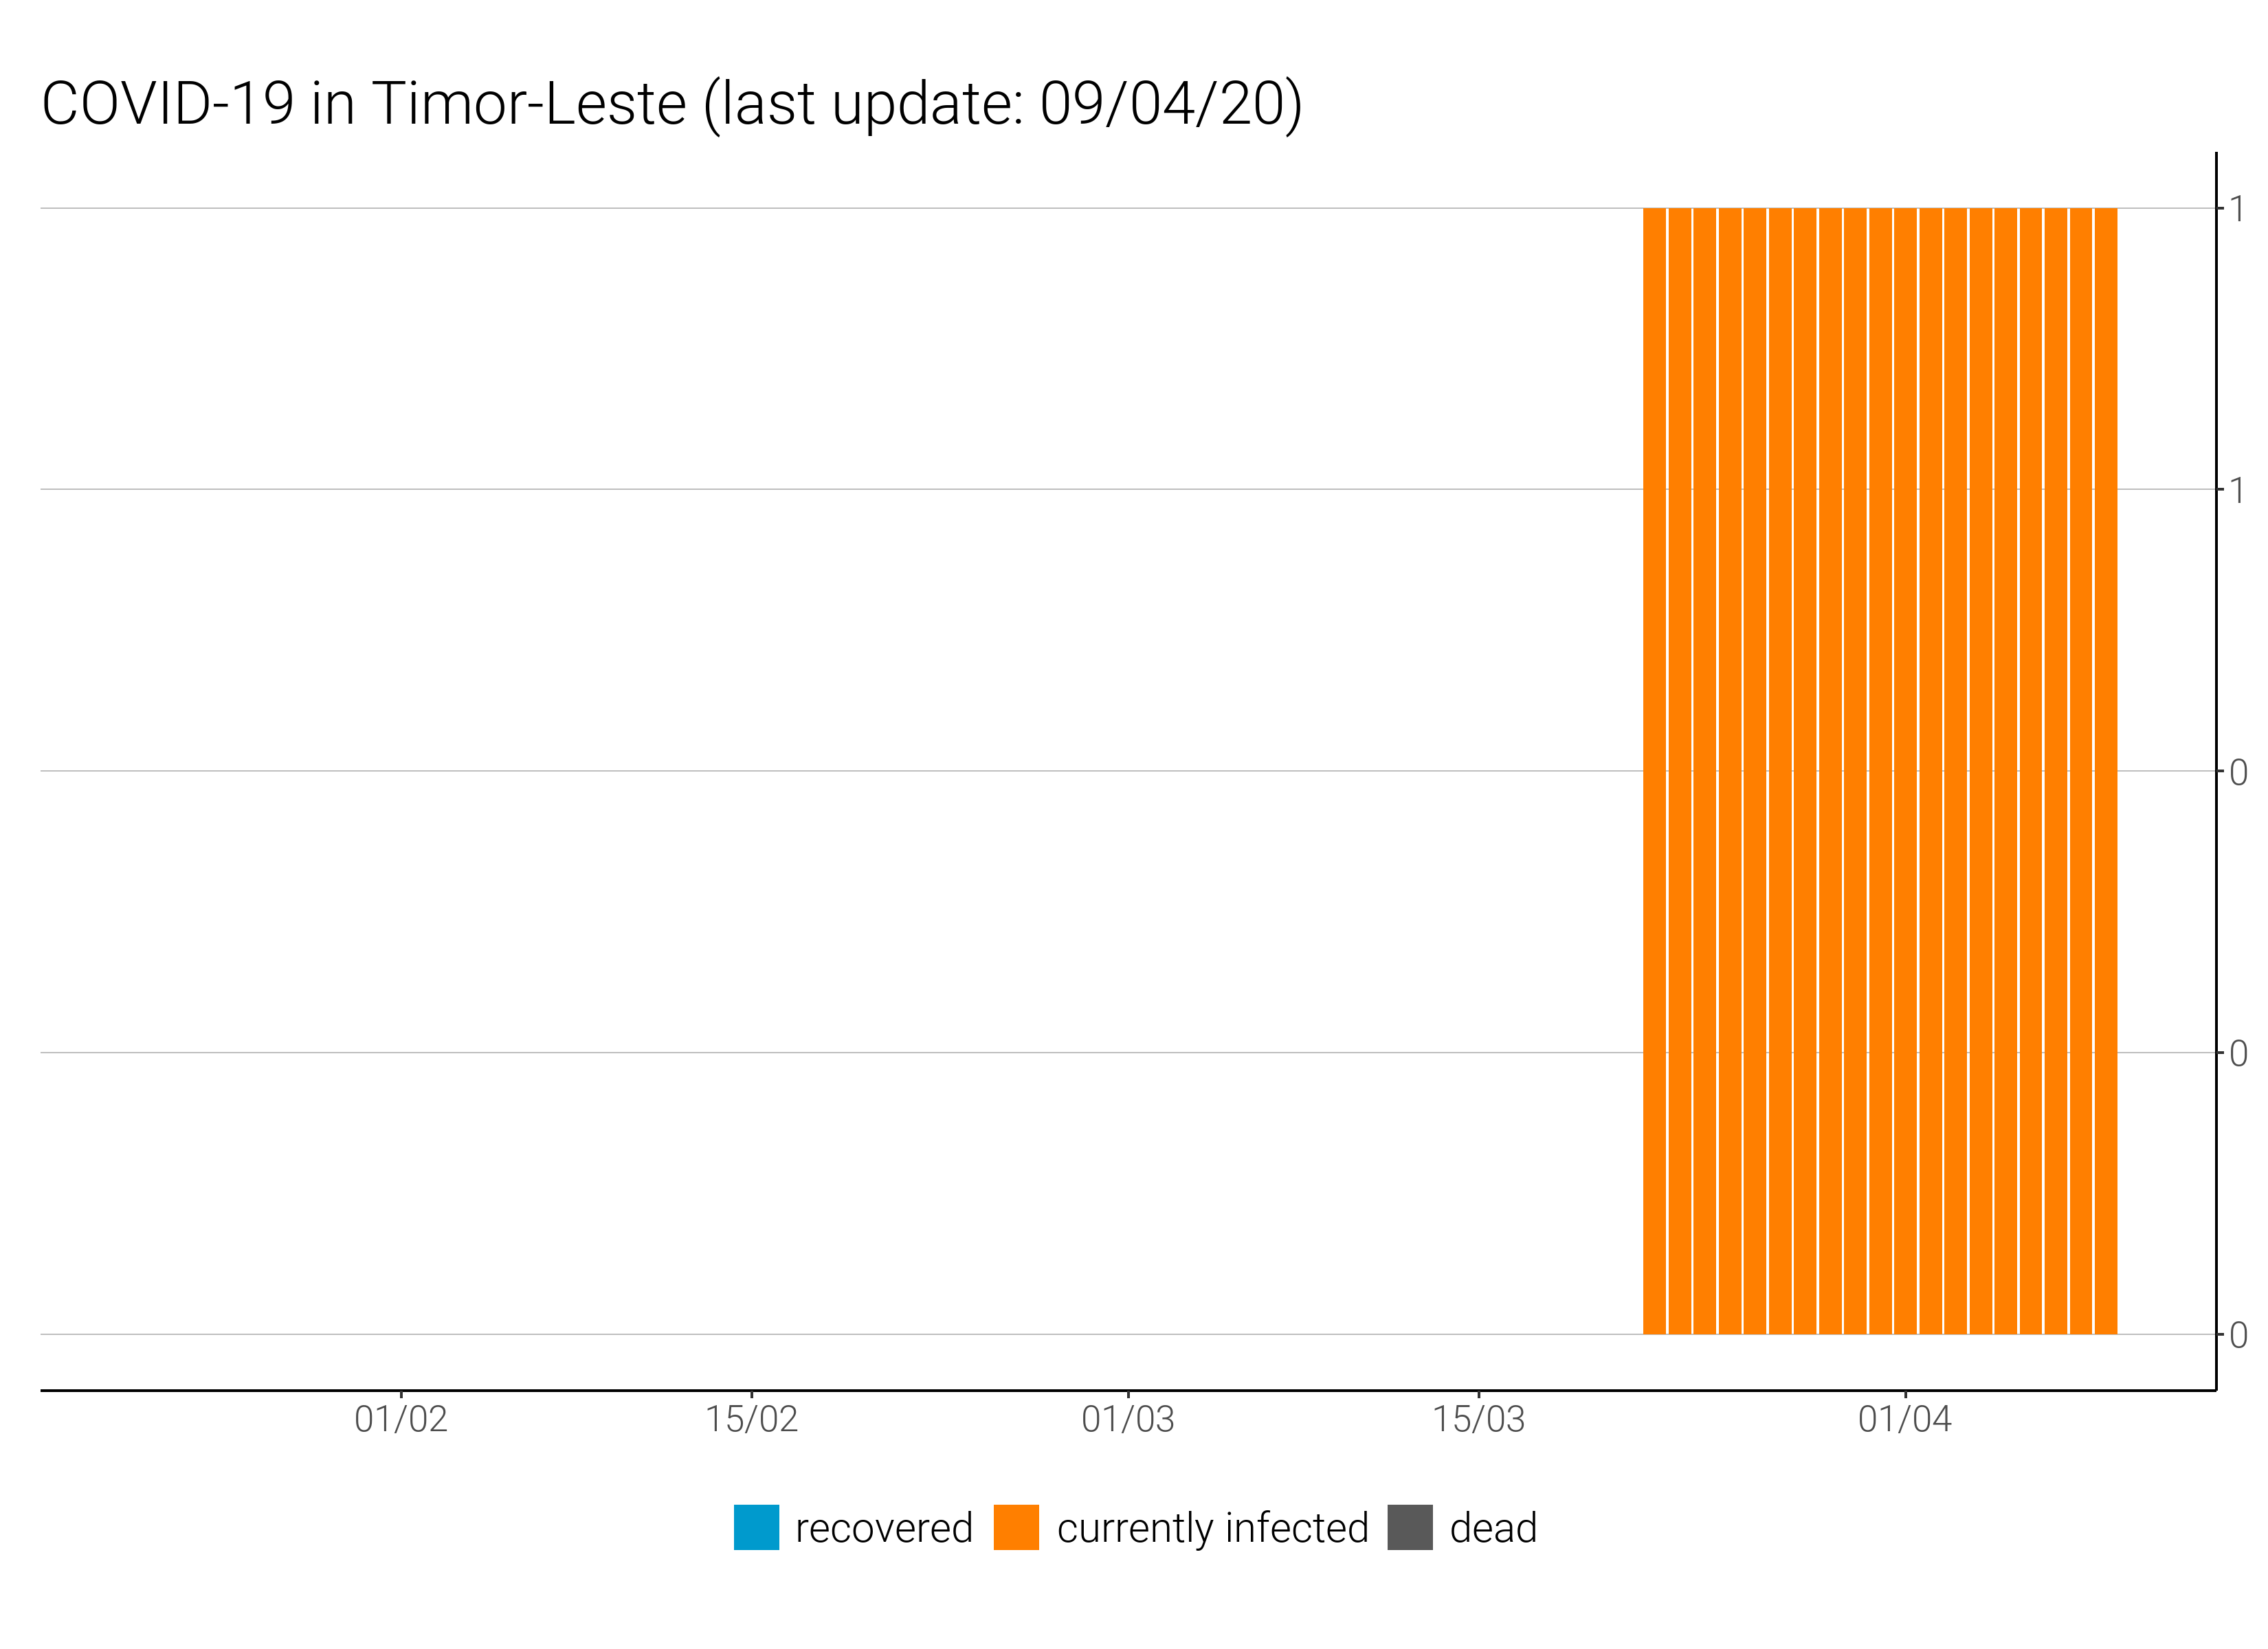 COVID-19 in Timor-Leste (last update: 09/04/20)
1
1
0
0
0
01/02 15/02 01/03 15/03 01/04
recovered currently infected dead